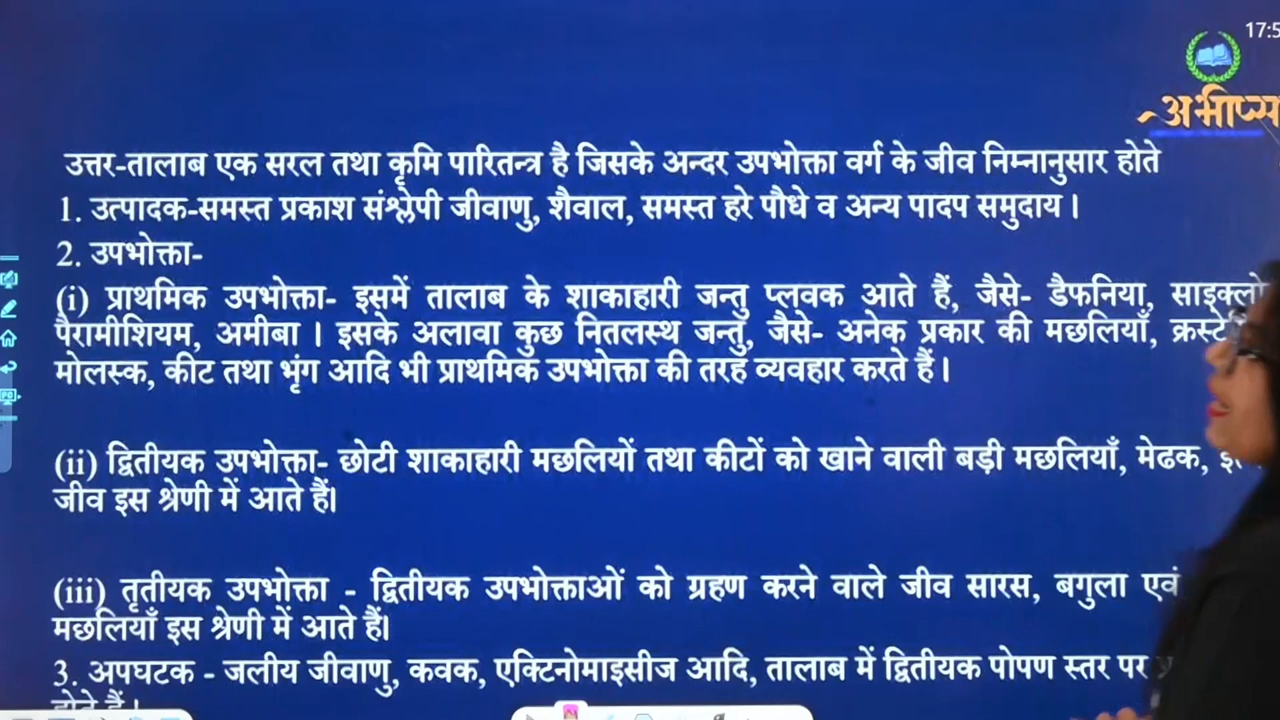 17:5
अभीप्स
उत्तर-तालाब एक सरल तथा कृमि पारितन्त्र है जिसके अन्दर उपभोक्ता वर्ग के जीव निम्नानुसार होते
1. उत्पादक-समस्त प्रकाश संश्लेपी जीवाणु, शैवाल, समस्त हरे पौधे व अन्य पादप समुदाय।
2. उपभोक्ता-
(i) प्राथमिक उपभोक्ता- इसमें तालाब के शाकाहारी जन्तु प्लवक आते हैं, जैसे- डैफनिया, साइक्लो
पैरामीशियम, अमीबा। इसके अलावा कुछ नितलस्थ जन्तु, जैसे- अनेक प्रकार की मछलियाँ,
मोलस्क, कीट तथा भृंग आदि भी प्राथमिक उपभोक्ता की तरह व्यवहार करते हैं।
(ii) द्वितीयक उपभोक्ता- छोटी शाकाहारी मछलियों तथा कीटों को खाने वाली बड़ी मछलियाँ, मेढक,
जीव इस श्रेणी में आते हैं।
(iii) तृतीयक उपभोक्ता - द्वितीयक उपभोक्ताओं को ग्रहण करने वाले जीव सारस, बगुला एवं
मछलियाँ इस श्रेणी में आते हैं।
3. अपघटक - जलीय जीवाणु, कवक, एक्टिनोमाइसीज आदि, तालाब में द्वितीयक पोपण स्तर पर
होते हैं।